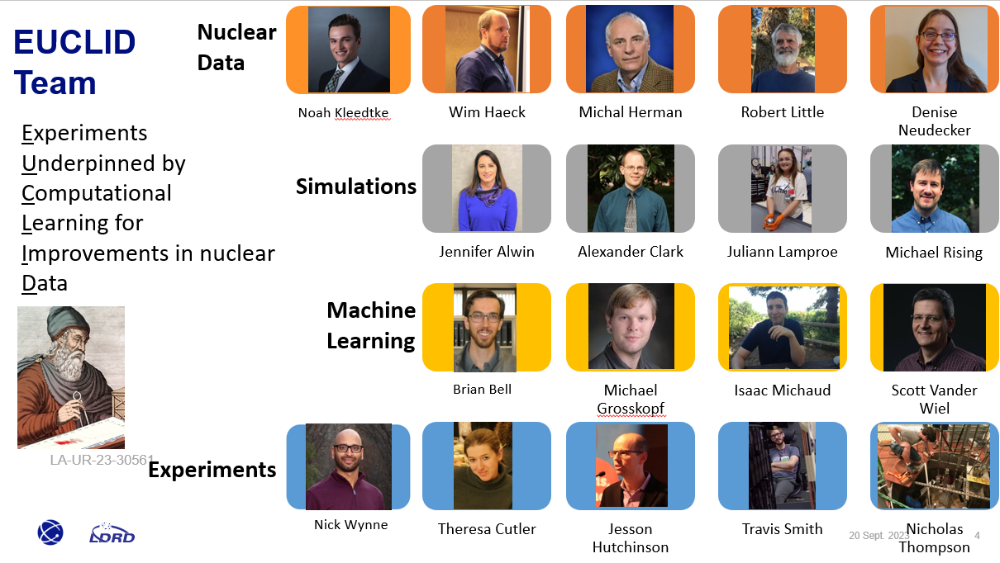 EUCLID
Team
Experiments
Underpinned by
Computational
Learning for
Improvements in nuclear
Data
LA-UR-23-30561
LDRD
Nuclear
Data
Noah Kleedtke
Wim Haeck
Michal Herman
Robert Little
Denise
Neudecker
Simulations
Jennifer Alwin
Alexander Clark
Juliann Lamproe
Michael Rising
Machine
Learning
Brian Bell
Michael
Grosskopf
Isaac Michaud
Scott Vander
Wiel
Experiments
Nick Wynne
Theresa Cutler
Jesson
Hutchinson
Travis Smith
Nicholas
Thompson
20 Sept. 2023
4